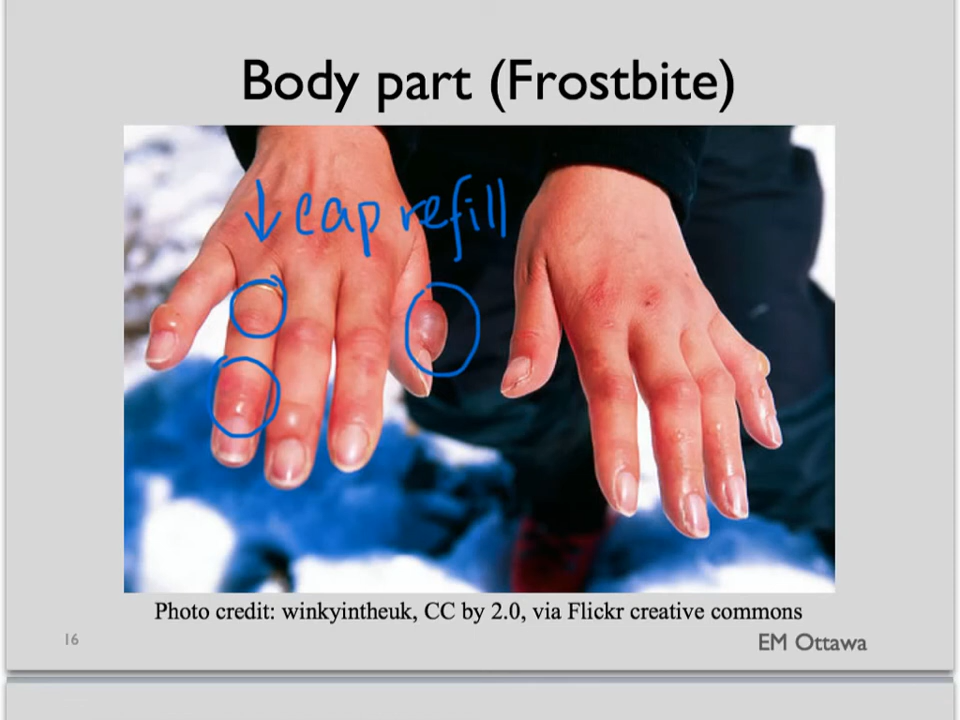 Body part (Frostbite)
↓ cap refill
Photo credit: winkyintheuk, CC by 2.0, via Flickr creative commons
16
EM Ottawa